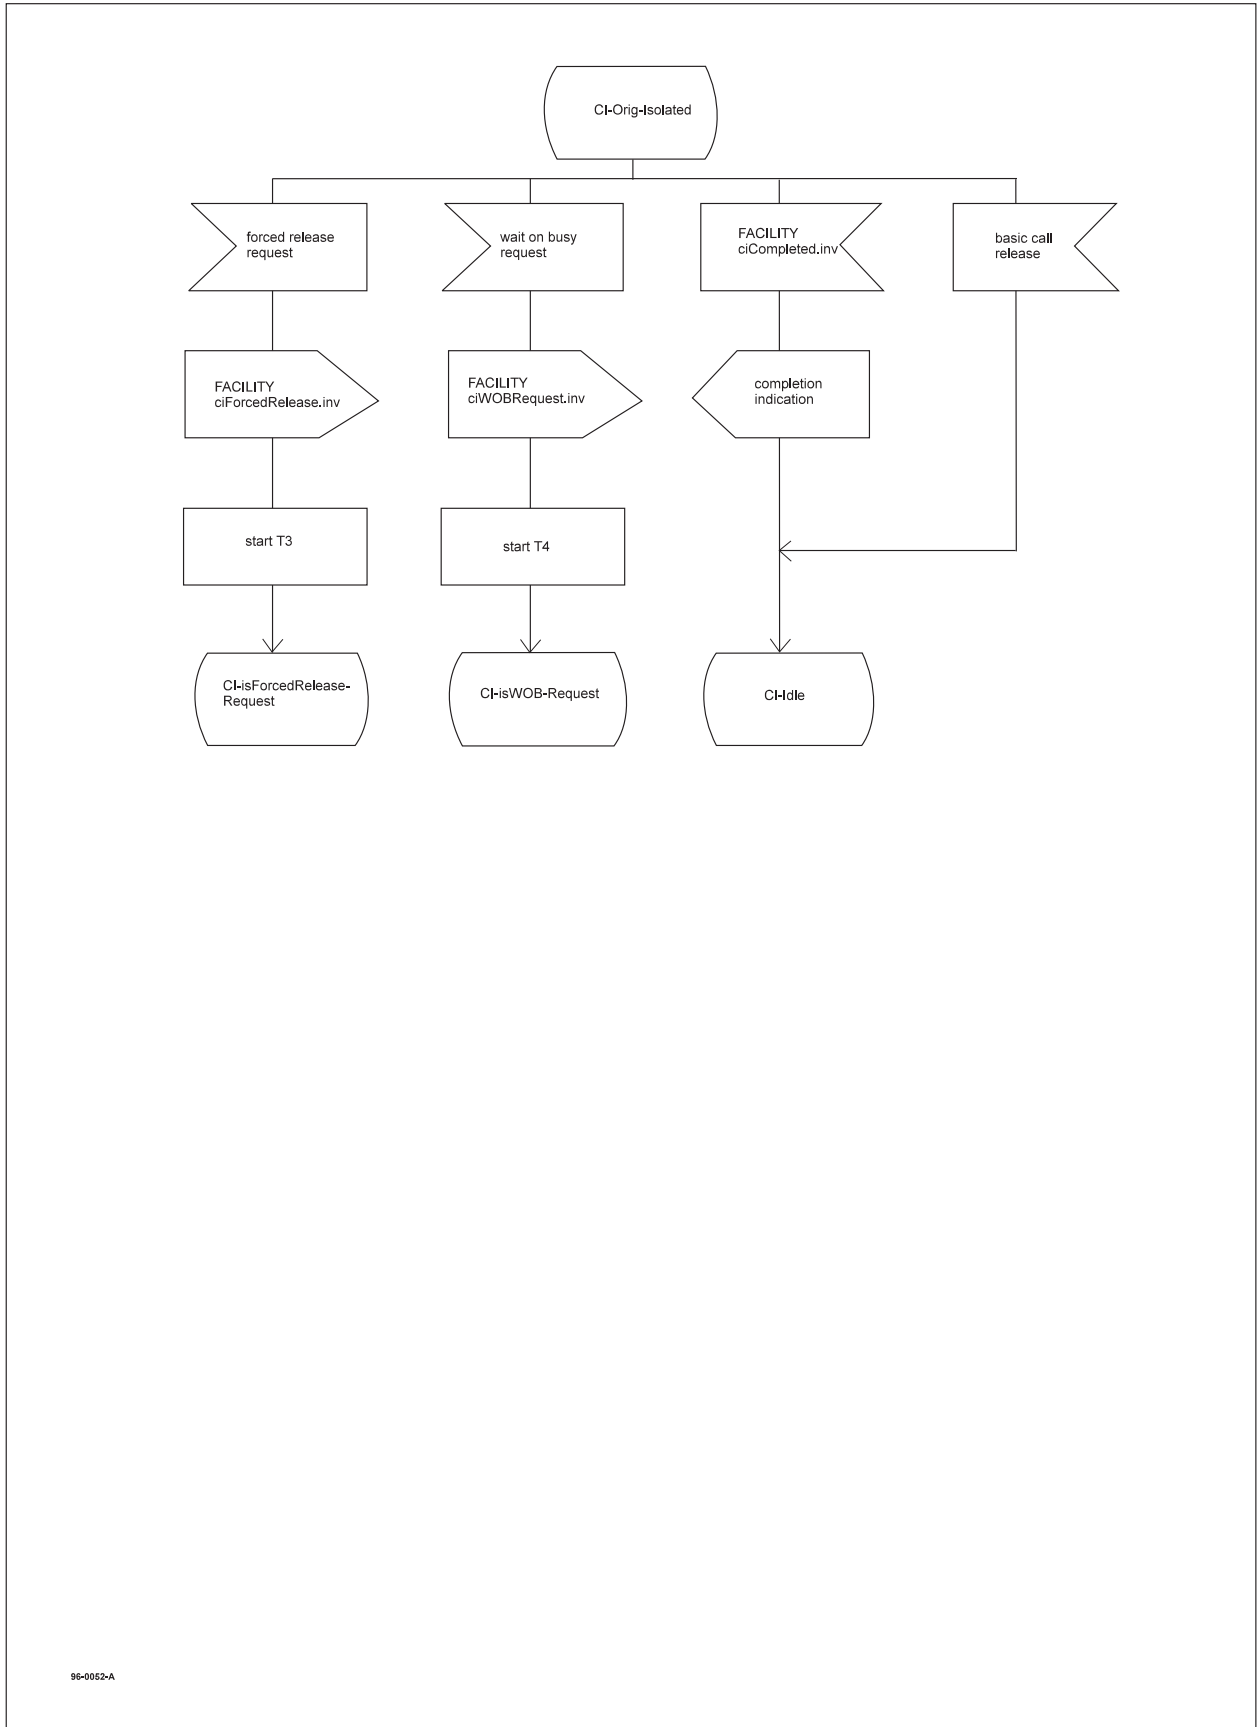 CI-Orig-Isolated
forced release
request
wait on busy
request
FACILITY
ciCompleted.inv
basic call
release
FACILITY
ciForcedRelease.inv
FACILITY
ciWOBRequest.inv
completion
indication
start T3
start T4
CI-isForcedRelease-
Request
CI-isWOB-Request
CI-Idle
96-0052-A